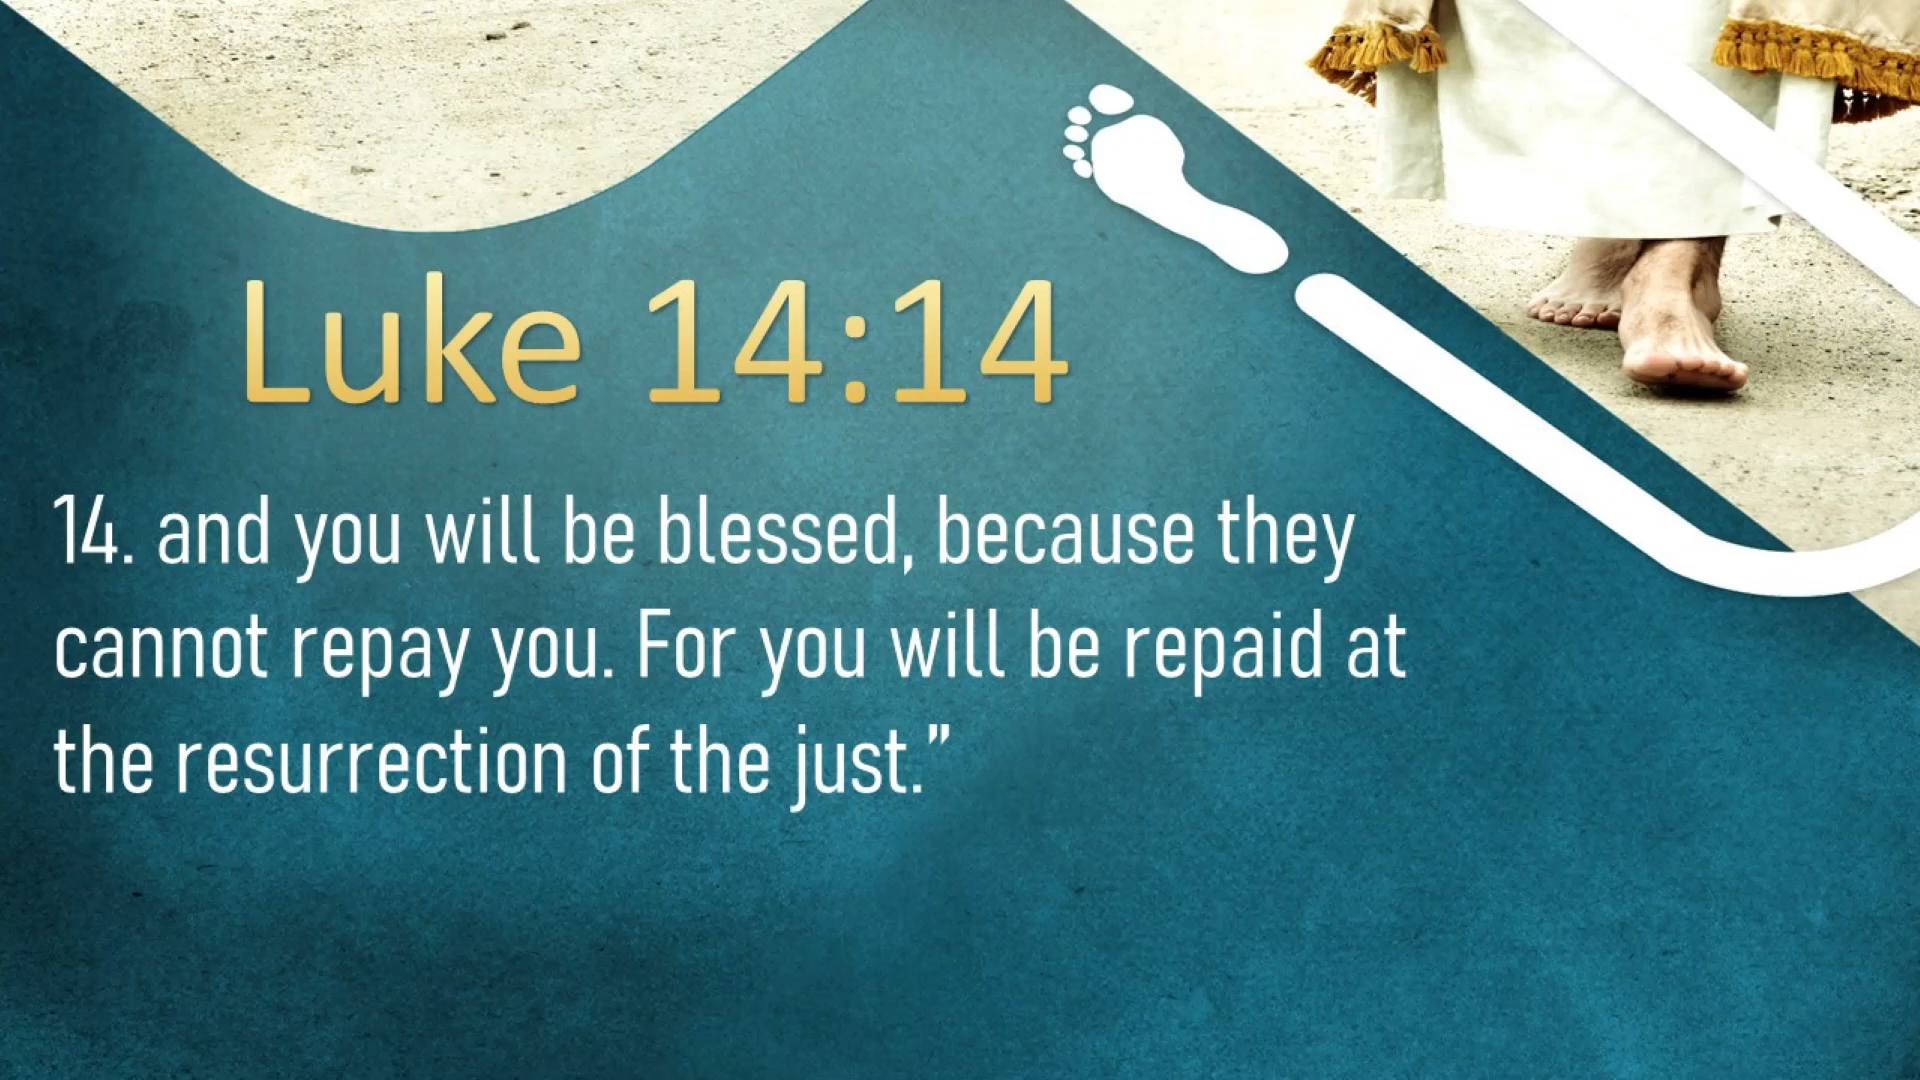 Luke 14:14
14. and you will be blessed, because they
cannot repay you. For you will be repaid at
the resurrection of the just.”